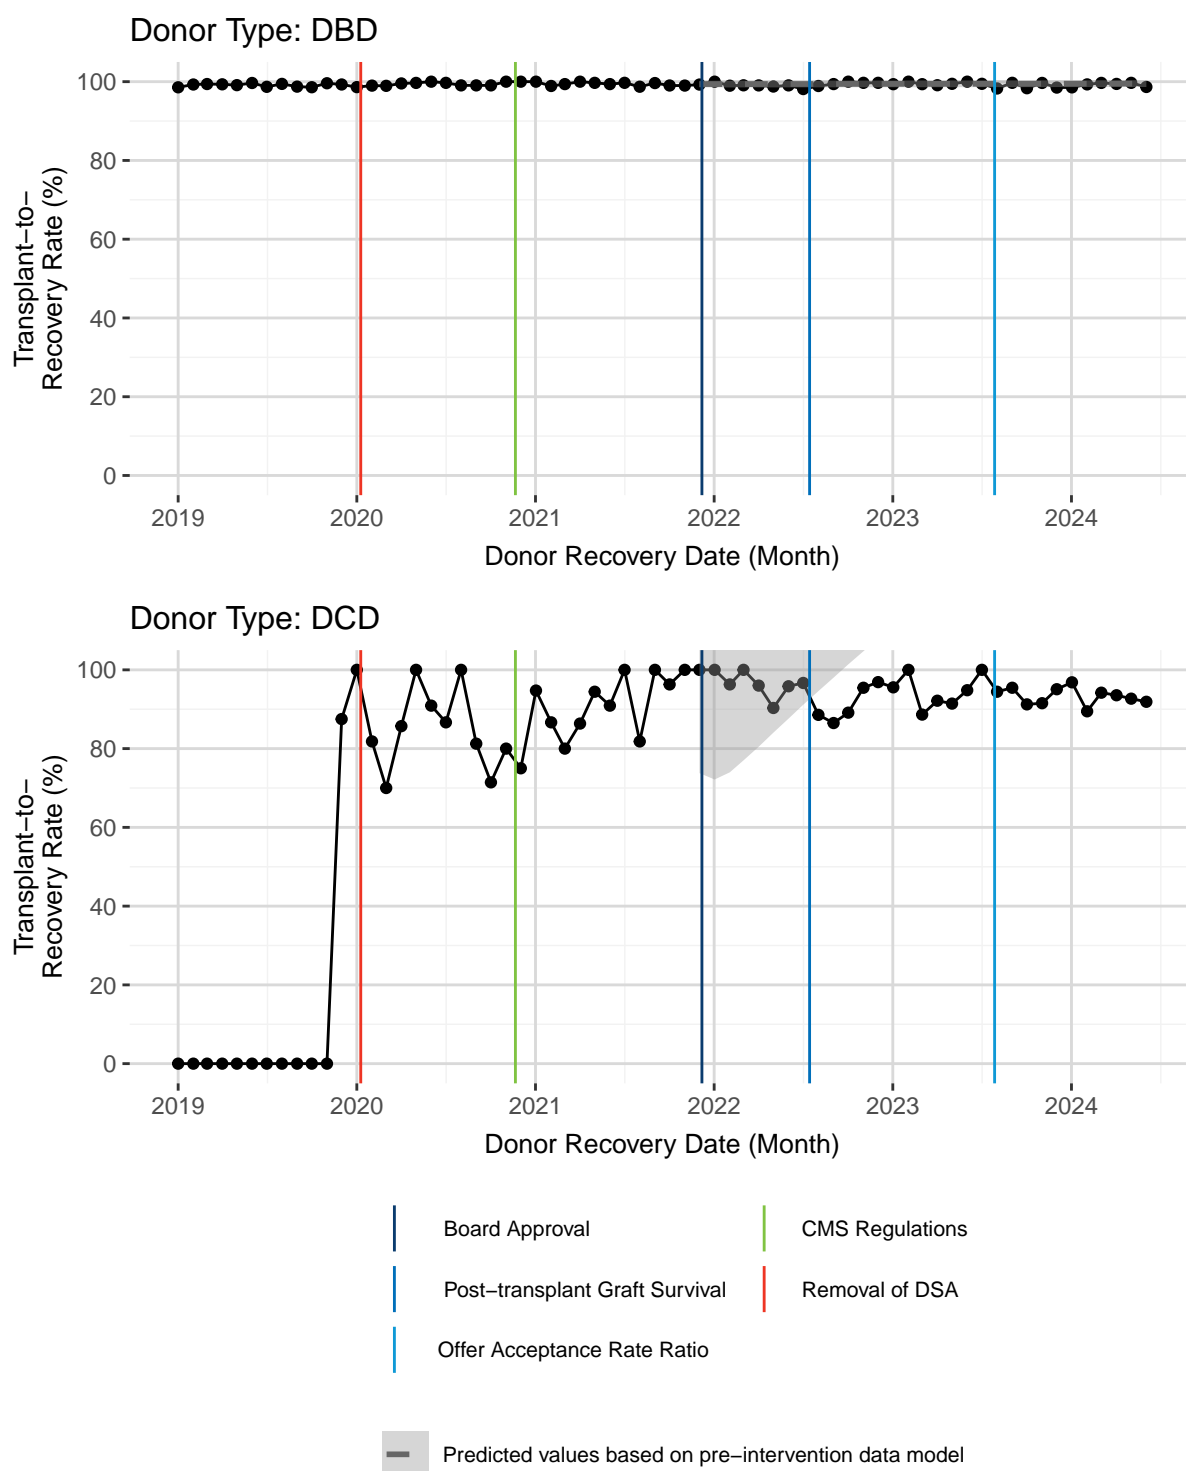 Donor Type: DBD
Transplant−to−
Recovery Rate (%)
100
80
60
40
20
0
2019 2020 2021 2022 2023 2024
Donor Recovery Date (Month)
Donor Type: DCD
Transplant−to−
Recovery Rate (%)
100
80
60
40
20
0
2019 2020 2021 2022 2023 2024
Donor Recovery Date (Month)
Board Approval
CMS Regulations
Post−transplant Graft Survival
Removal of DSA
Offer Acceptance Rate Ratio
Predicted values based on pre−intervention data model